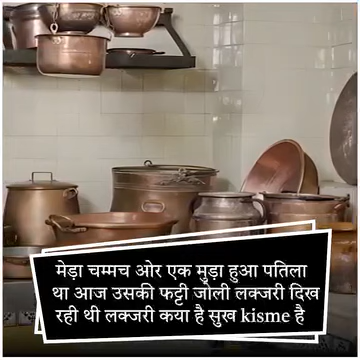 मेड़ा चम्मच ओर एक मुड़ा हुआ पतिला
था आज उसकी फट्टी जोली लक्जरी दिख
रही थी लक्जरी कया है सुख kisme है